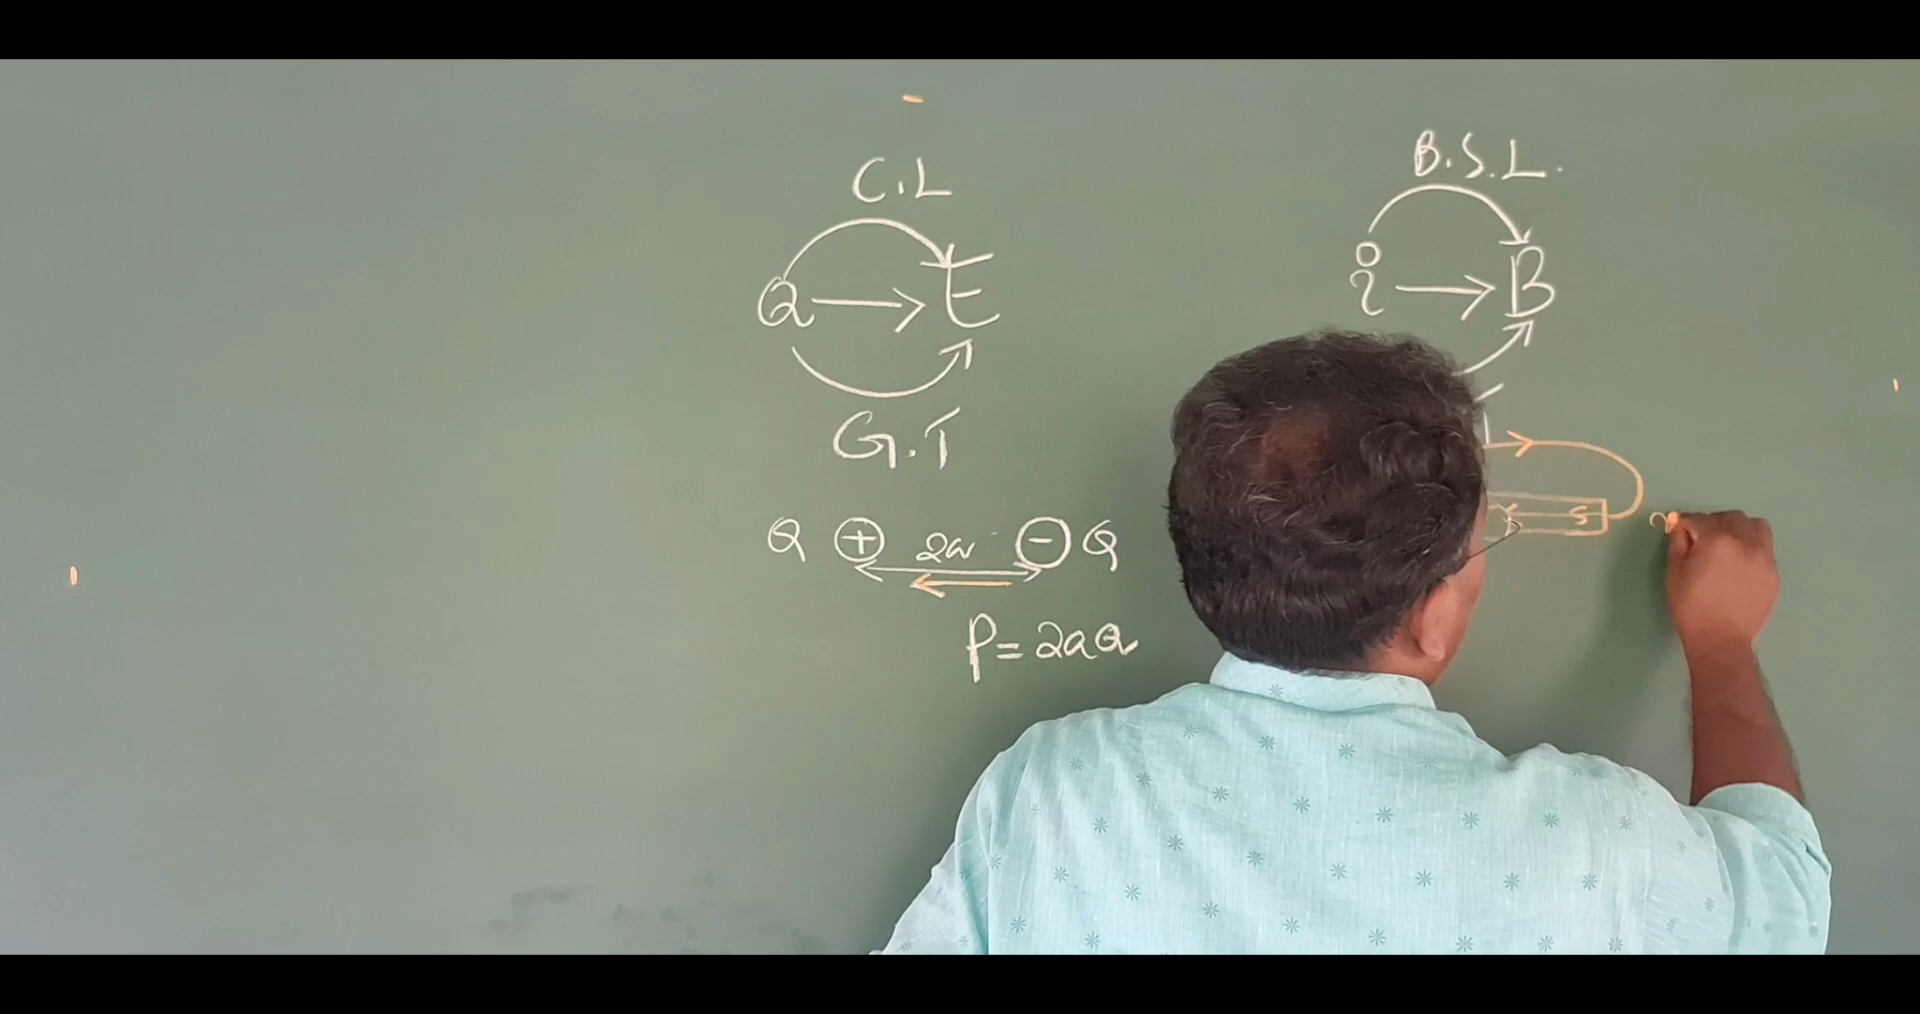 C.L
Q → E
G.T
Q + 2a - Q
P = 2aQ
B.S.L.
i → B
S